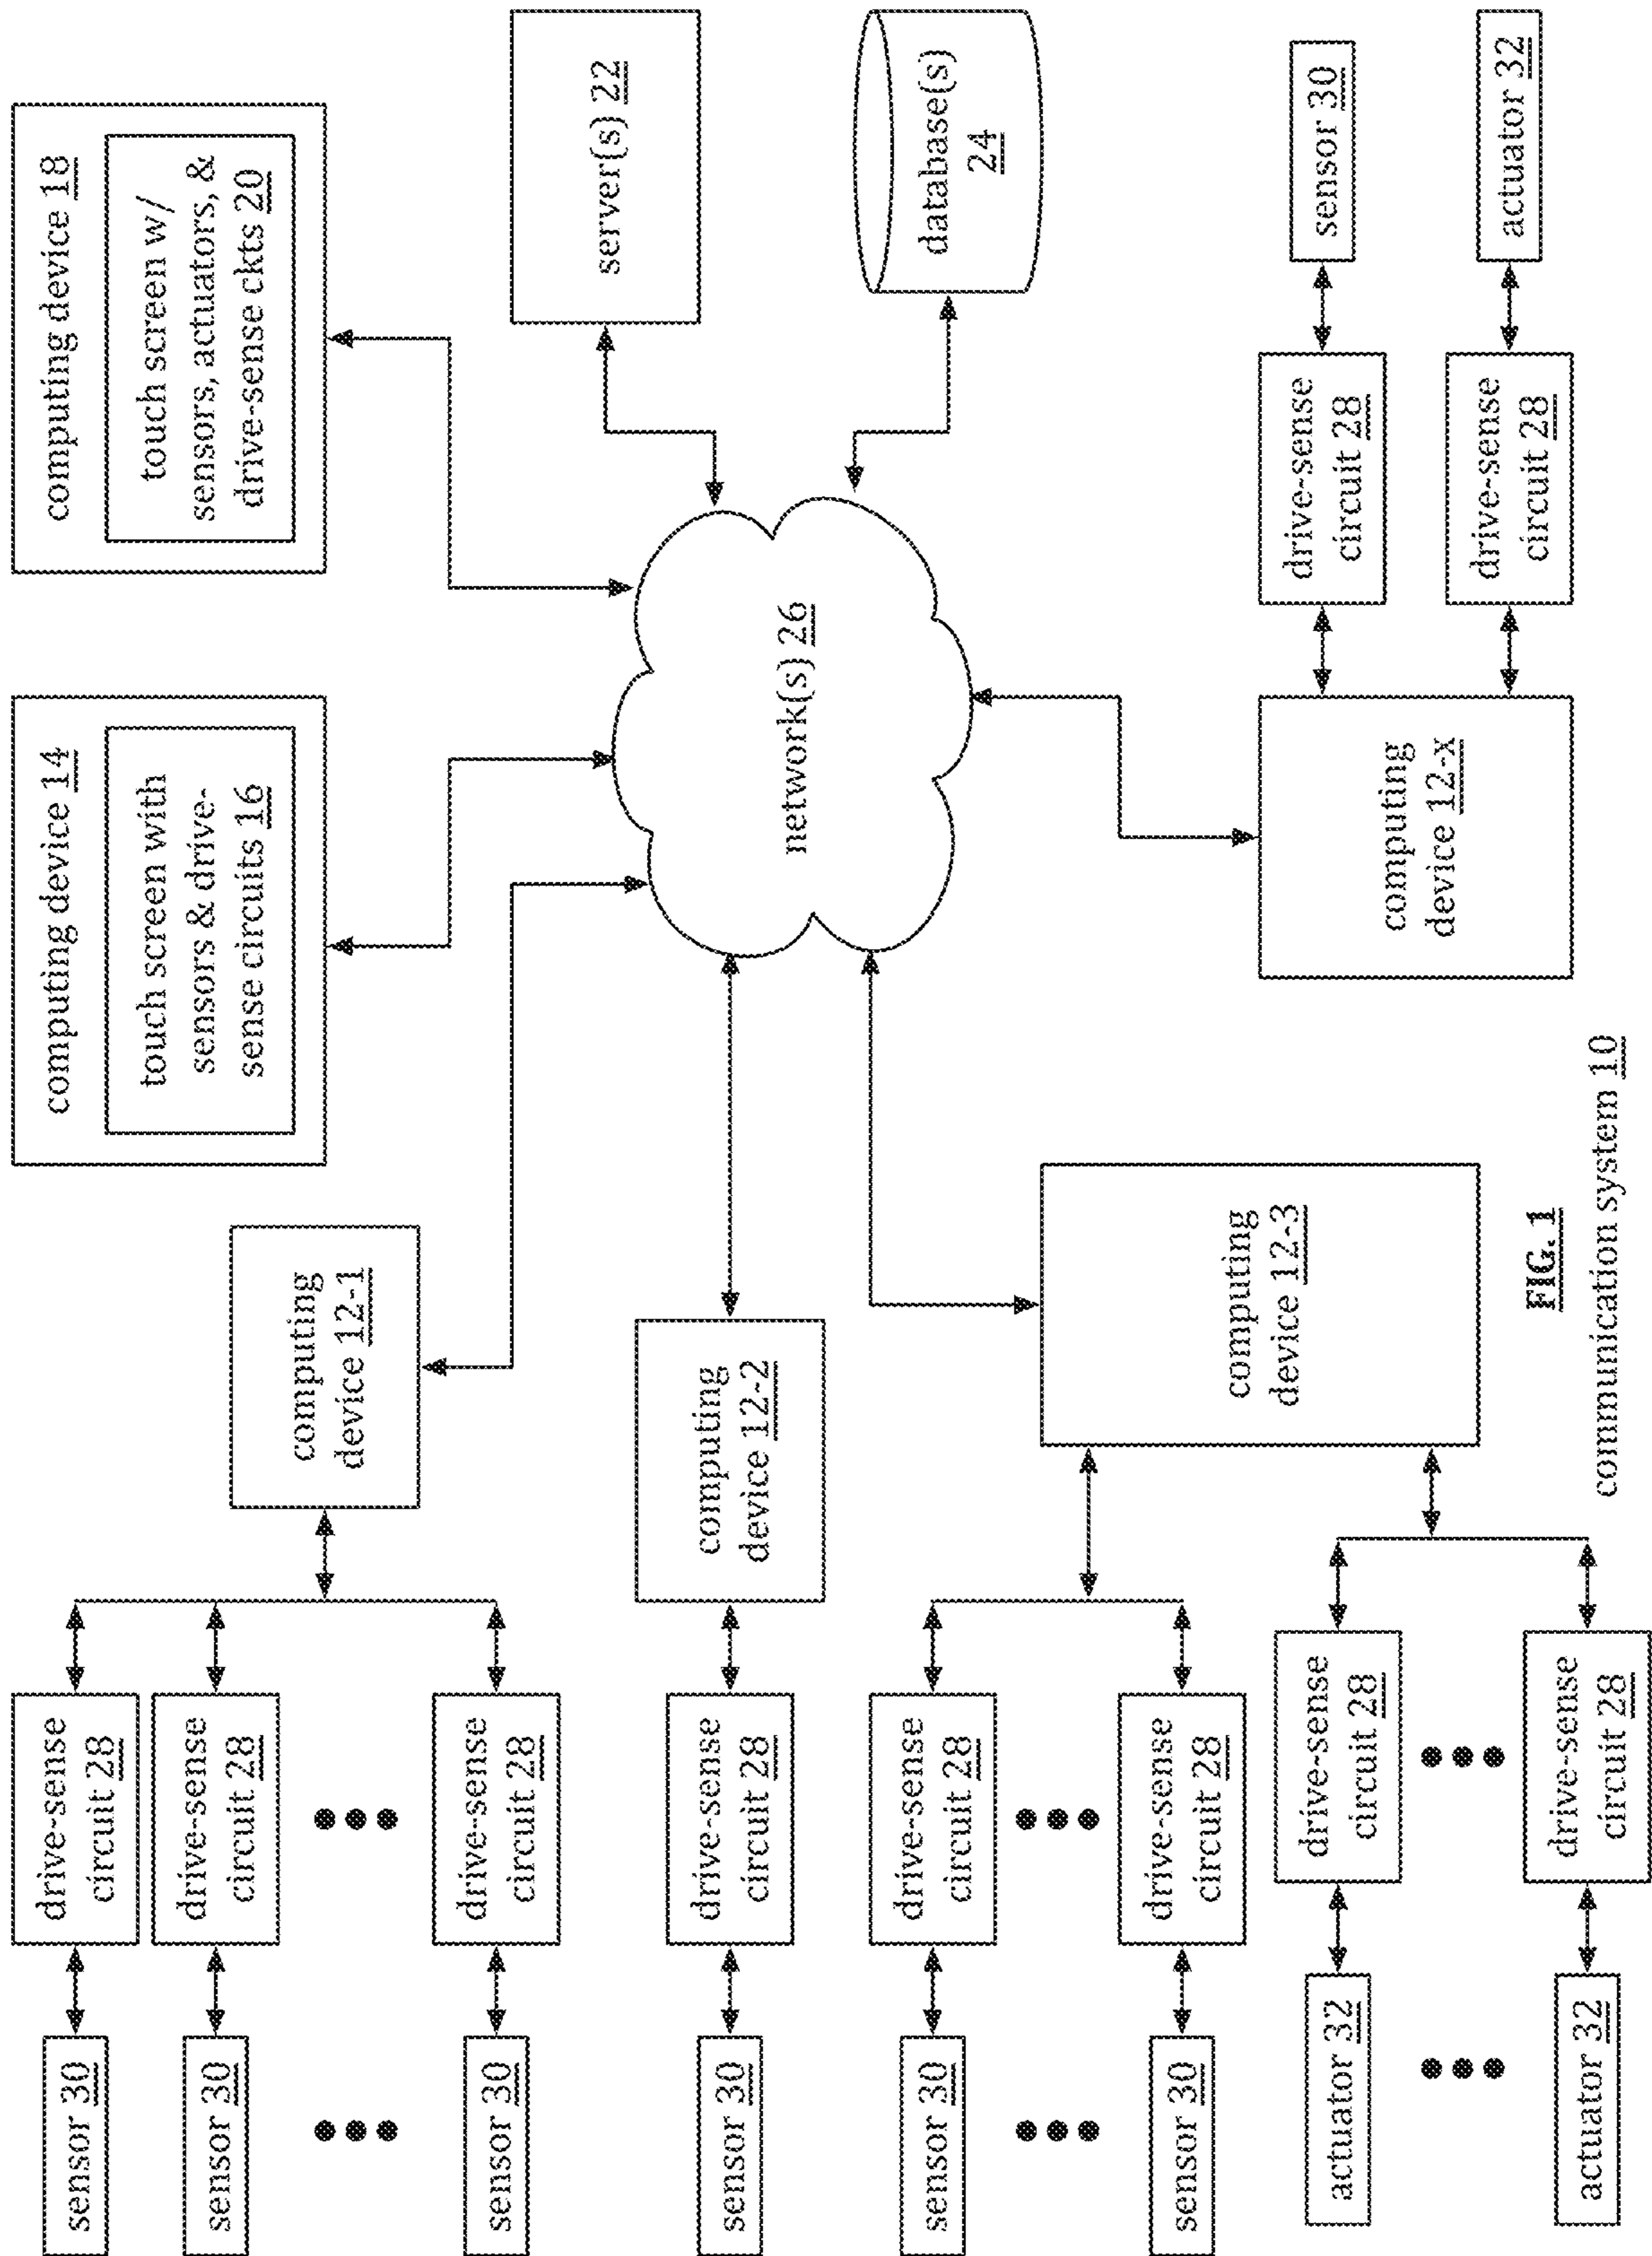 computing device 14
touch screen with
sensors & drive-
sense circuits 16
computing device 18
touch screen w/
sensors, actuators, &
drive-sense ckts 20
sensor 30
drive-sense
circuit 28
sensor 30
drive-sense
circuit 28
sensor 30
drive-sense
circuit 28
computing
device 12-1
server(s) 22
database(s)
24
network(s) 26
sensor 30
drive-sense
circuit 28
computing
device 12-2
sensor 30
drive-sense
circuit 28
sensor 30
drive-sense
circuit 28
computing
device 12-3
actuator 32
drive-sense
circuit 28
actuator 32
drive-sense
circuit 28
computing
device 12-x
drive-sense
circuit 28
sensor 30
drive-sense
circuit 28
actuator 32
FIG. 1
communication system 10